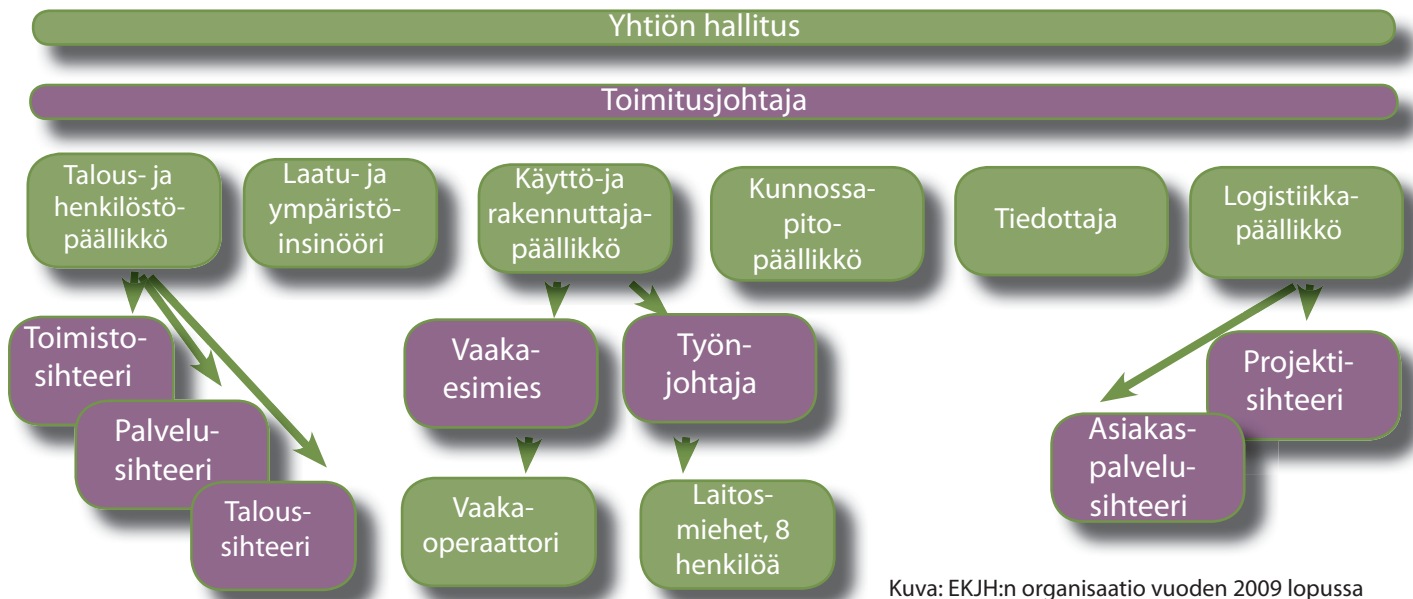 Yhtiön hallitus
Toimitusjohtaja
Talous- ja
henkilöstö-
päällikkö
Laatu- ja
ympäristö-
insinööri
Käyttö-ja
rakennuttaja-
päällikkö
Kunnossa-
pito-
päällikkö
Tiedottaja
Logistiikka-
päällikkö
Toimisto-
sihteeri
Palvelu-
sihteeri
Talous-
sihteeri
Vaaka-
esimies
Työn-
johtaja
Vaaka-
operaattori
Laitos-
miehet, 8
henkilöä
Projekti-
sihteeri
Asiakas-
palvelu-
sihteeri
Kuva: EKJH:n organisaatio vuoden 2009 lopussa